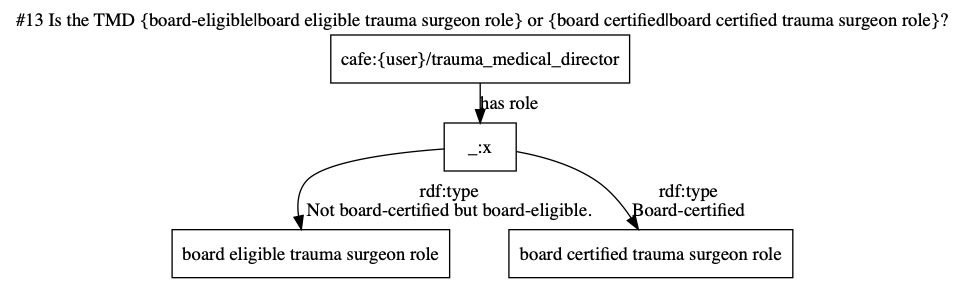 #13 Is the TMD {board-eligible|board eligible trauma surgeon role} or {board certified|board certified trauma surgeon role}?
cafe:{user}/trauma_medical_director
has role
_:x
rdf:type
Not board-certified but board-eligible.
rdf:type
Board-certified
board eligible trauma surgeon role
board certified trauma surgeon role